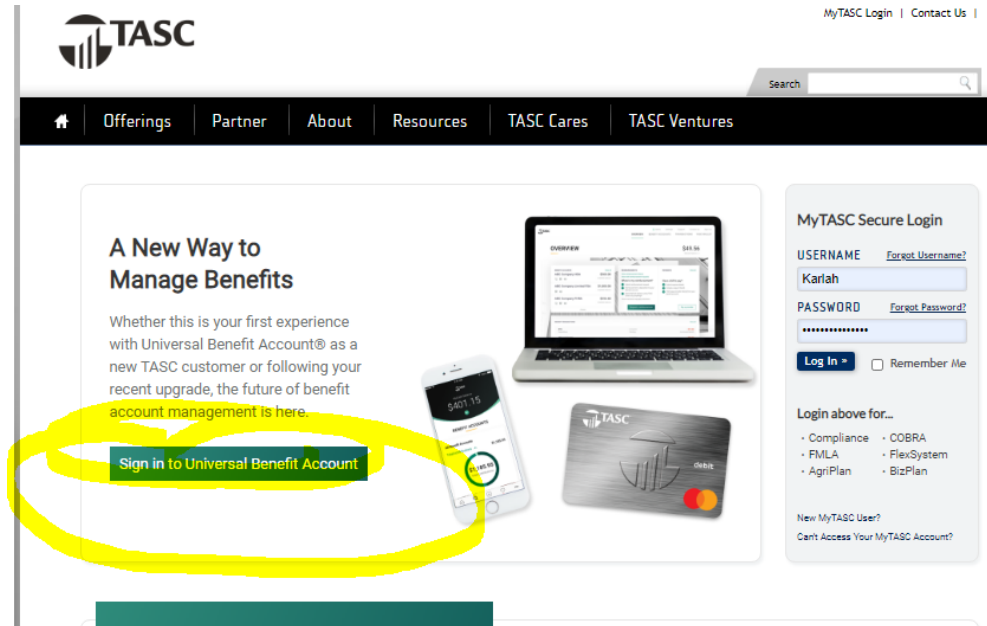 MyTASC Login | Contact Us |
TASC
Search
Offerings Partner About Resources TASC Cares TASC Ventures
A New Way to
Manage Benefits
Whether this is your first experience
with Universal Benefit Account® as a
new TASC customer or following your
recent upgrade, the future of benefit
account management is here.
Sign in to Universal Benefit Account
OVERVIEW
$401.15
BENEFIT ACCOUNTS
TASC
debit
MyTASC Secure Login
USERNAME Forgot Username?
Karlah
PASSWORD Forgot Password?
•••••••••••••••
Log In »
Remember Me
Login above for...
• Compliance • COBRA
• FMLA • FlexSystem
• AgriPlan • BizPlan
New MyTASC User?
Can't Access Your MyTASC Account?